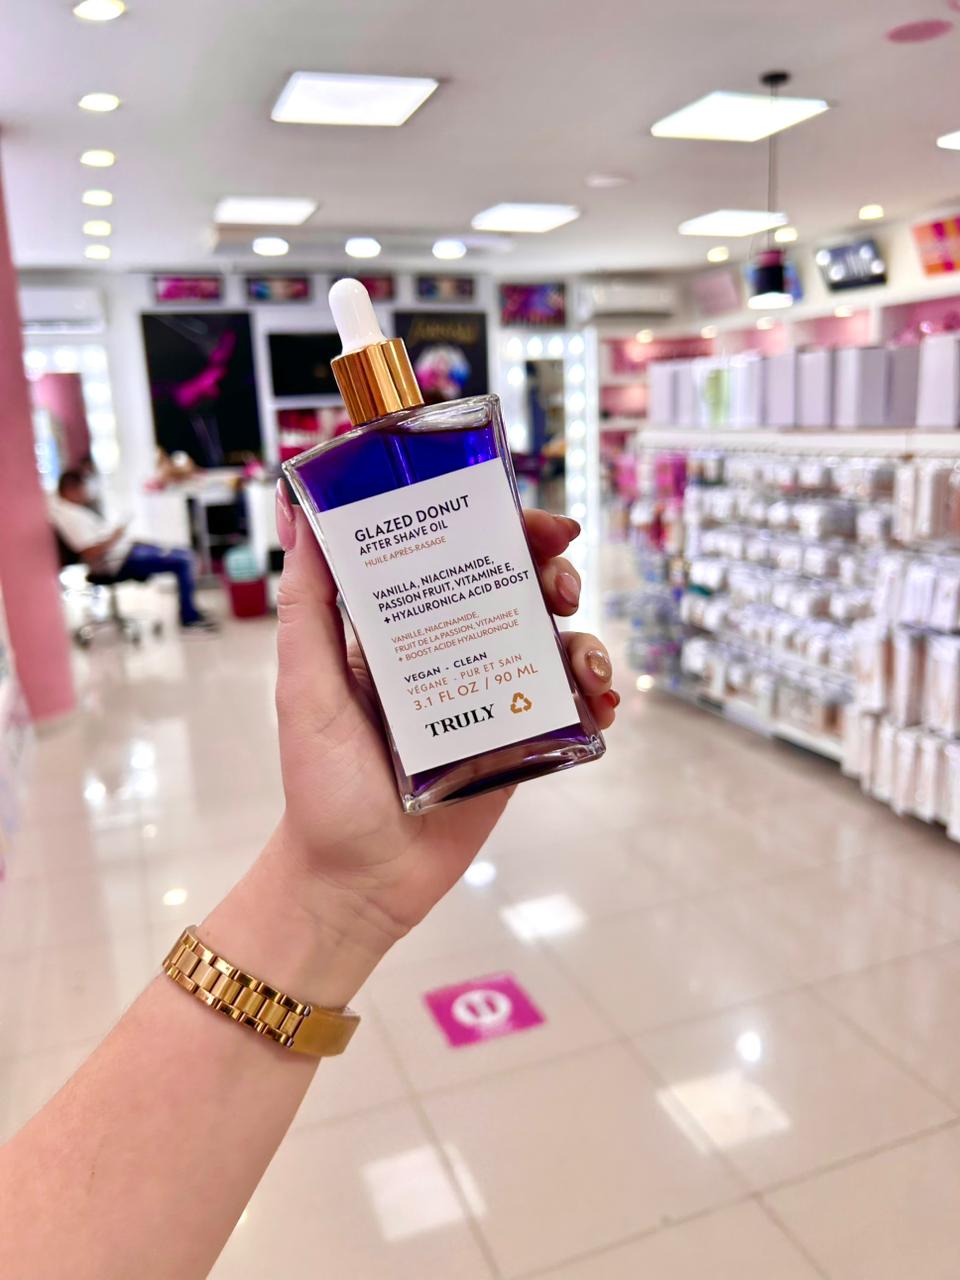 GLAZED DONUT
AFTER SHAVE OIL
HUILE APRÈS-RASAGE
VANILLA, NIACINAMIDE,
PASSION FRUIT, VITAMINE E,
+ HYALURONICA ACID BOOST
VANILLE, NIACINAMIDE,
FRUIT DE LA PASSION, VITAMINE E
+ BOOST ACIDE HYALURONIQUE
VEGAN - CLEAN
VÉGANE - PUR ET SAIN
3.1 FL OZ / 90 ML
TRULY